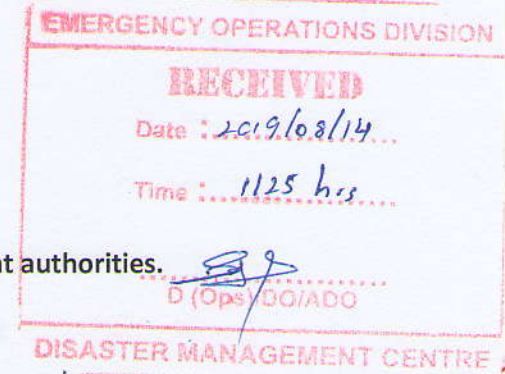 EMERGENCY OPERATIONS DIVISION
RECEIVED
Date : 2019/08/14
Time : 1125 hrs
authorities.
D (Ops)/DO/ADO
DISASTER MANAGEMENT CENTRE